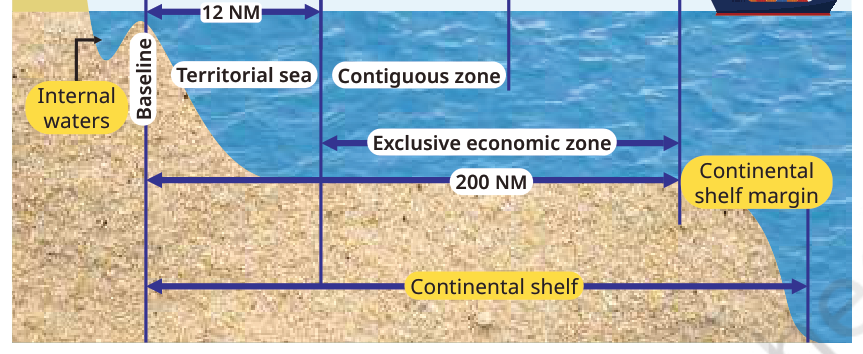 12 NM
Territorial sea
Contiguous zone
Baseline
Internal
waters
Exclusive economic zone
200 NM
Continental
shelf margin
Continental shelf